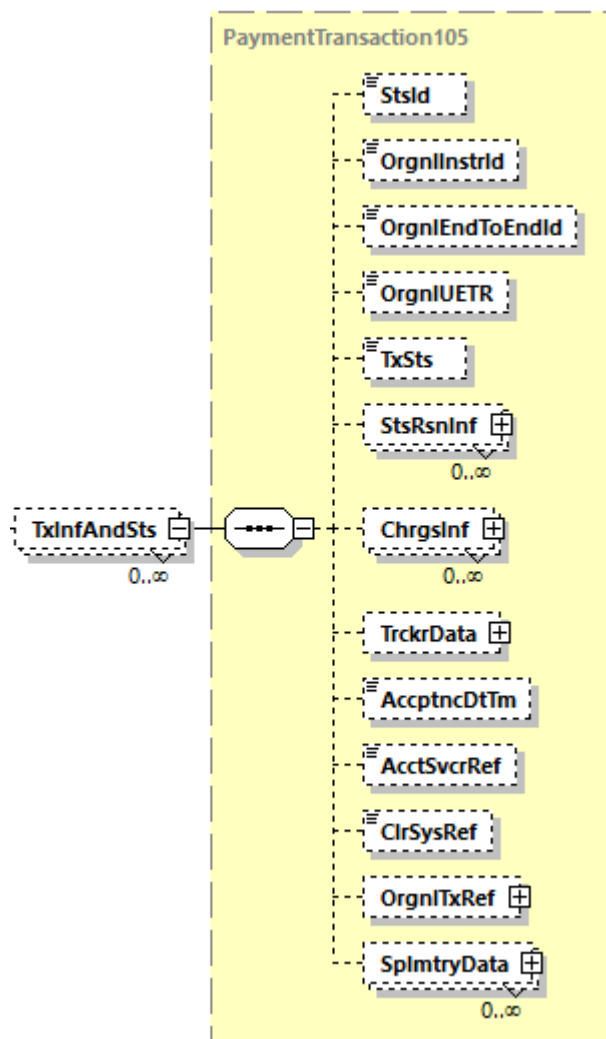 PaymentTransaction105
StsId
OrgnlInstrId
OrgnlEndToEndId
OrgnlUETR
TxSts
StsRsnInf
0..∞
TxInfAndSts
0..∞
ChrgsInf
0..∞
TrckrData
AccptncDtTm
AcctSvcrRef
ClrSysRef
OrgnlTxRef
SplmtryData
0..∞